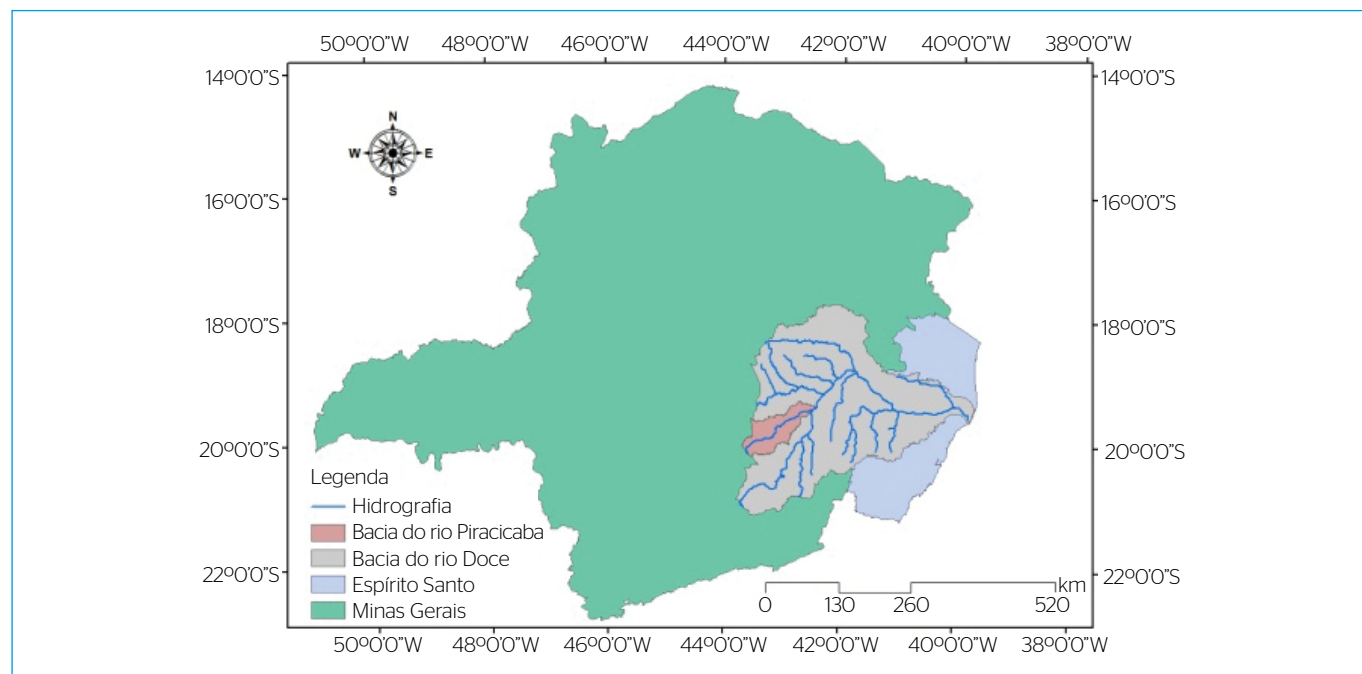 50º0'0"W 48º0'0"W 46º0'0"W 44º0'0"W 42º0'0"W 40º0'0"W 38º0'0"W
14º0'0"S 14º0'0"S
N
W E
S
16º0'0"S 16º0'0"S
18º0'0"S 18º0'0"S
20º0'0"S 20º0'0"S
Legenda
Hidrografia
Bacia do rio Piracicaba
Bacia do rio Doce
Espírito Santo
Minas Gerais
22º0'0"S 22º0'0"S
km
0 130 260 520
50º0'0"W 48º0'0"W 46º0'0"W 44º0'0"W 42º0'0"W 40º0'0"W 38º0'0"W